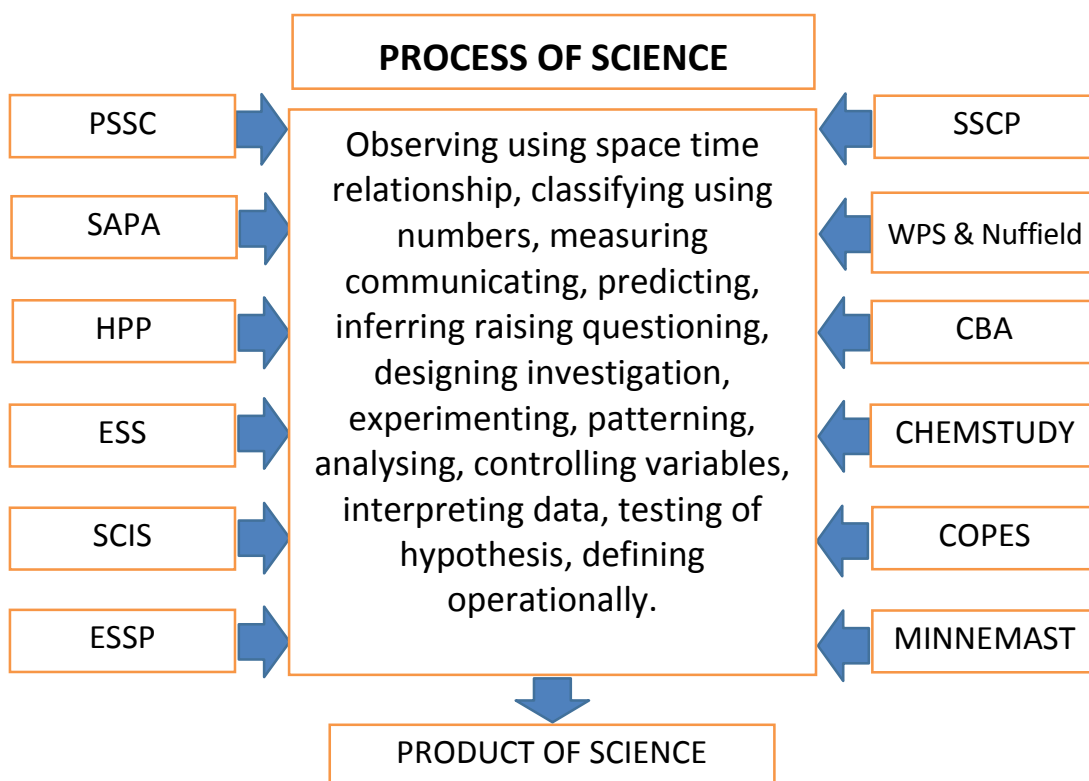 PROCESS OF SCIENCE
PSSC
SAPA
HPP
ESS
SCIS
ESSP
Observing using space time
relationship, classifying using
numbers, measuring
communicating, predicting,
inferring raising questioning,
designing investigation,
experimenting, patterning,
analysing, controlling variables,
interpreting data, testing of
hypothesis, defining
operationally.
SSCP
WPS & Nuffield
CBA
CHEMSTUDY
COPES
MINNEMAST
PRODUCT OF SCIENCE